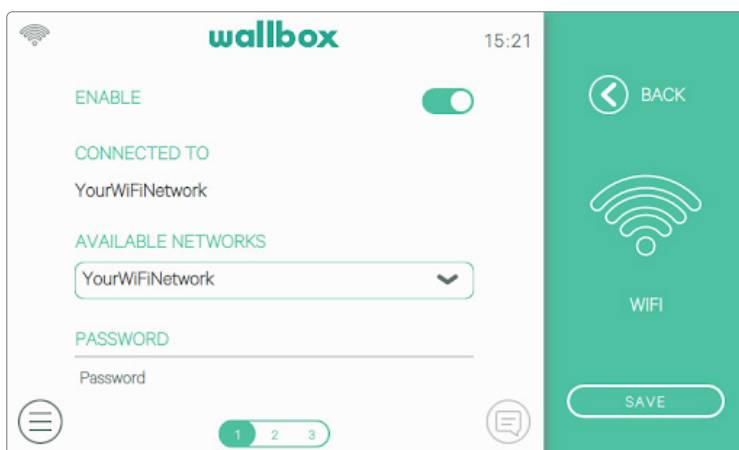 wallbox
15:21
ENABLE
CONNECTED TO
YourWiFiNetwork
AVAILABLE NETWORKS
YourWiFiNetwork
PASSWORD
Password
1 2 3
BACK
WIFI
SAVE